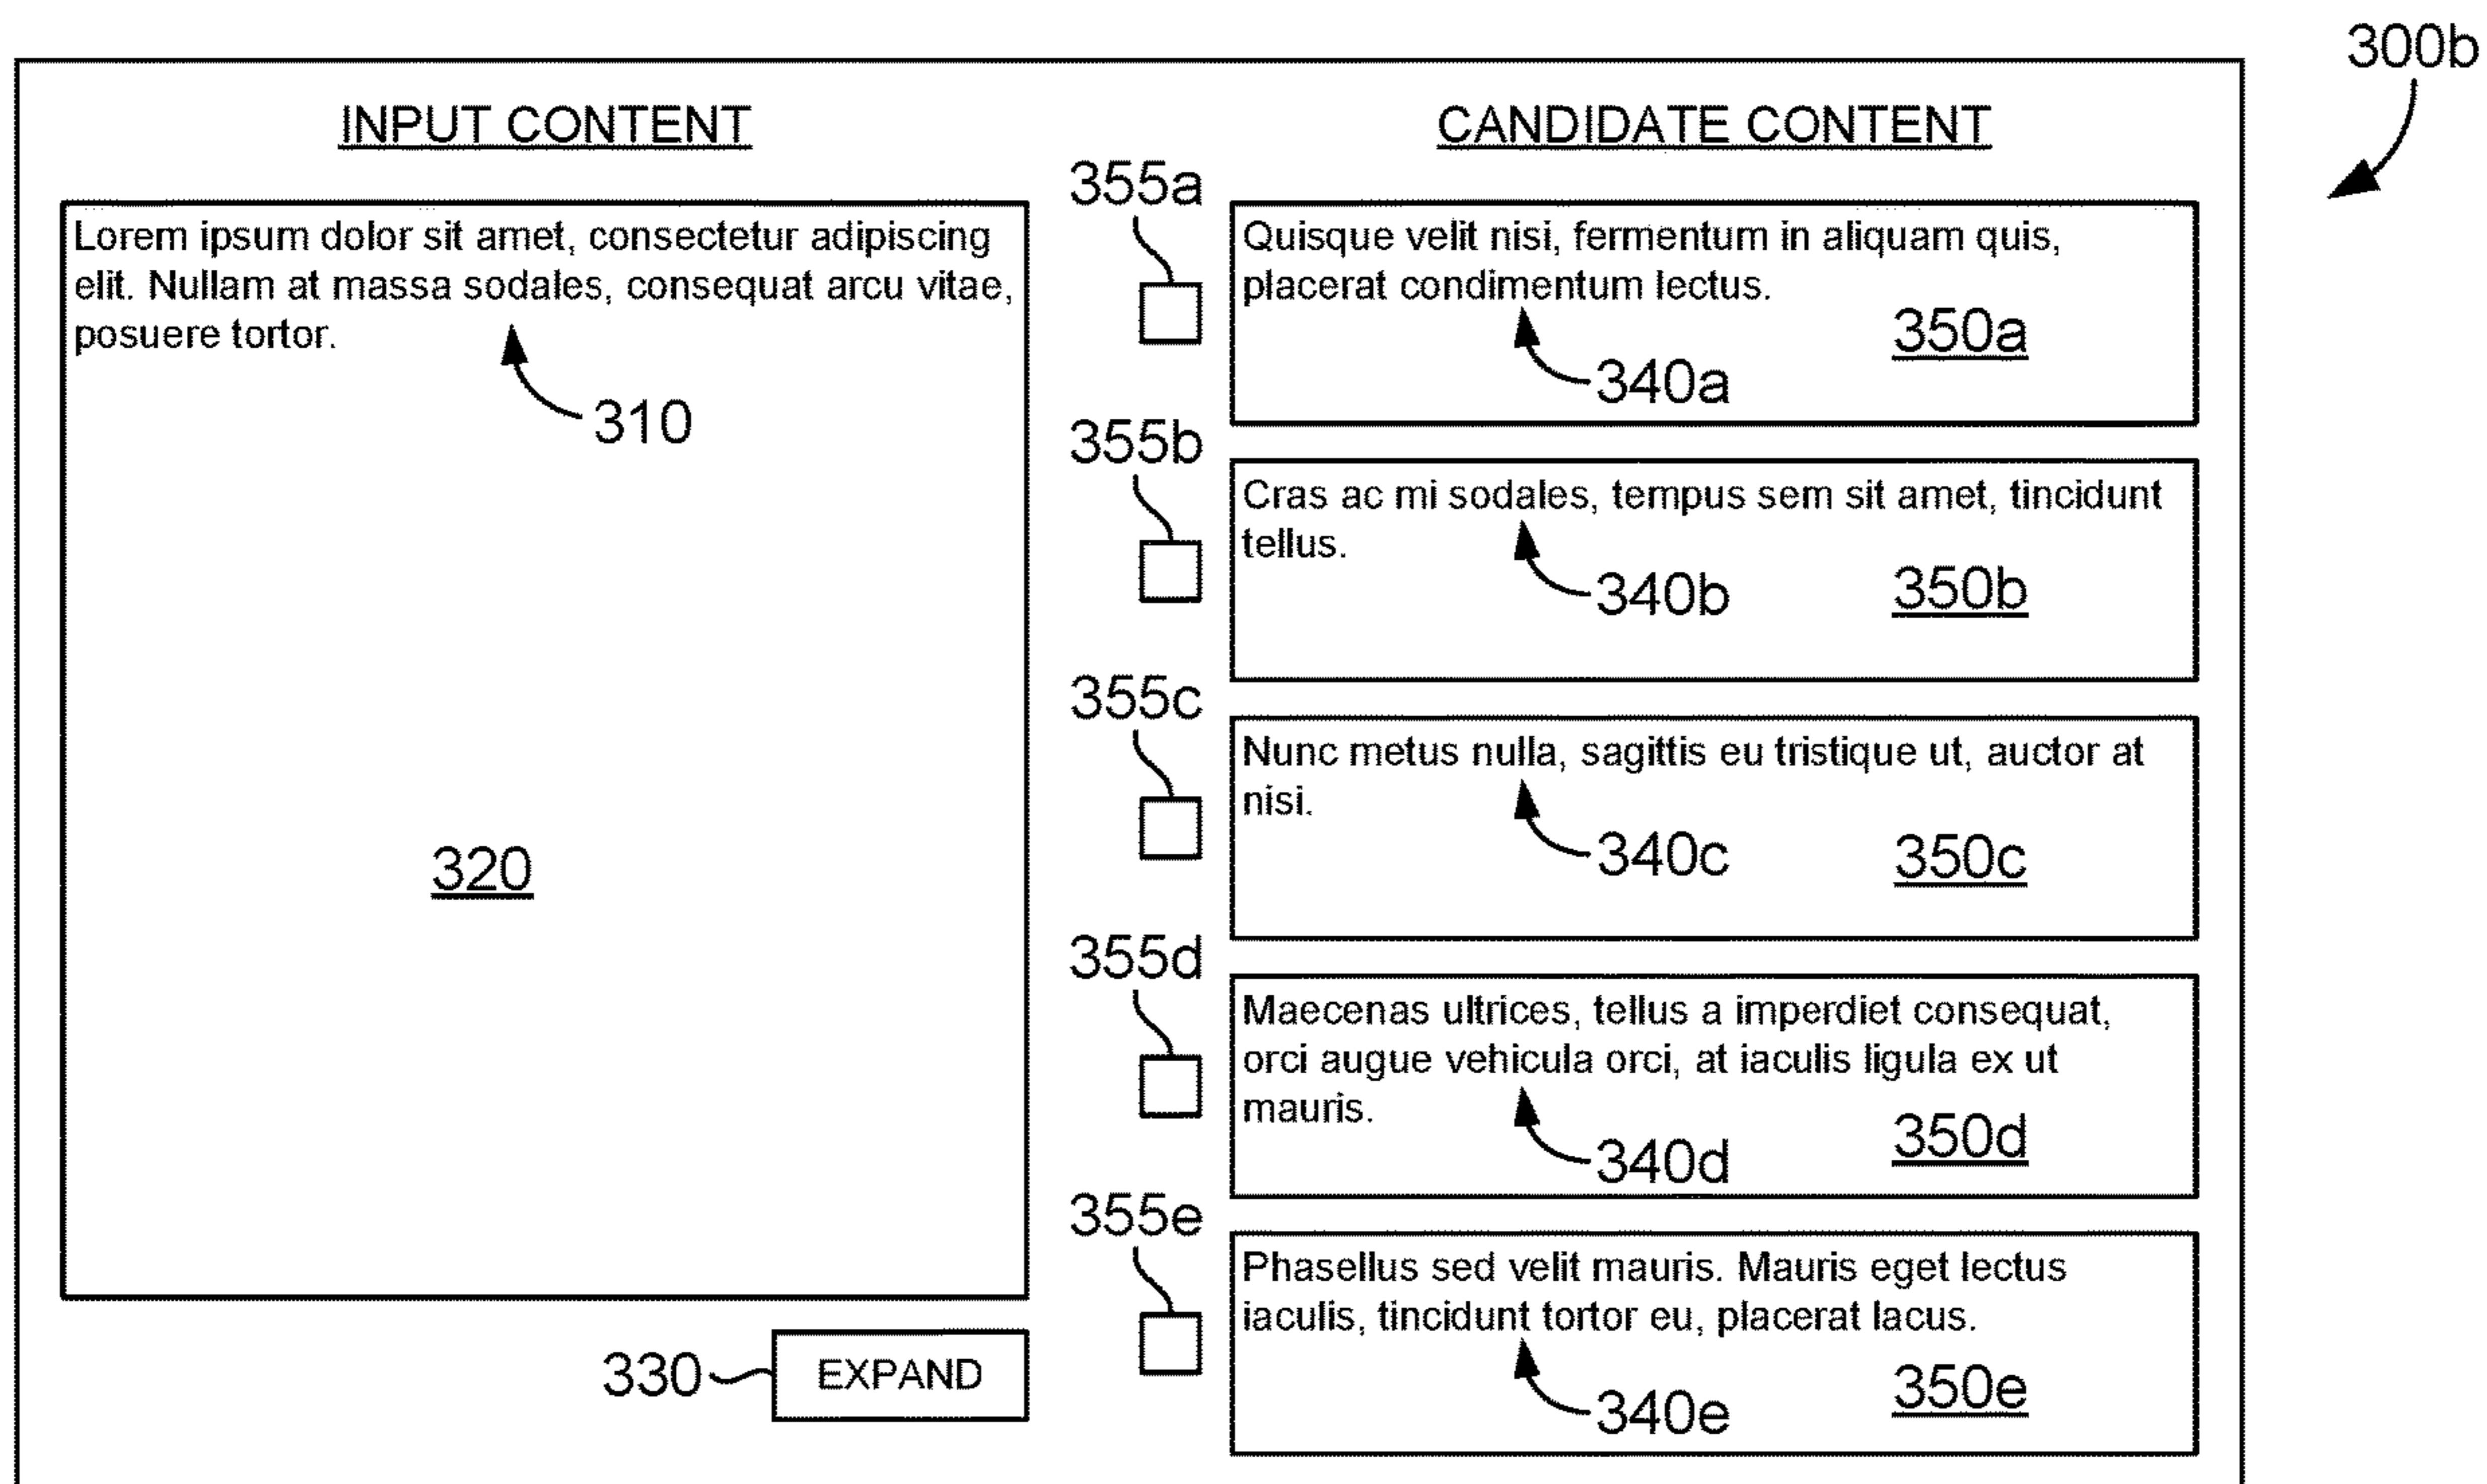 300b
INPUT CONTENT
Lorem ipsum dolor sit amet, consectetur adipiscing
elit. Nullam at massa sodales, consequat arcu vitae,
posuere tortor.
310
320
330
EXPAND
CANDIDATE CONTENT
355a
Quisque velit nisi, fermentum in aliquam quis,
placerat condimentum lectus.
350a
340a
355b
Cras ac mi sodales, tempus sem sit amet, tincidunt
tellus.
340b
350b
355c
Nunc metus nulla, sagittis eu tristique ut, auctor at
nisi.
340c
350c
355d
Maecenas ultrices, tellus a imperdiet consequat,
orci augue vehicula orci, at iaculis ligula ex ut
mauris.
350d
340d
355e
Phasellus sed velit mauris. Mauris eget lectus
iaculis, tincidunt tortor eu, placerat lacus.
350e
340e